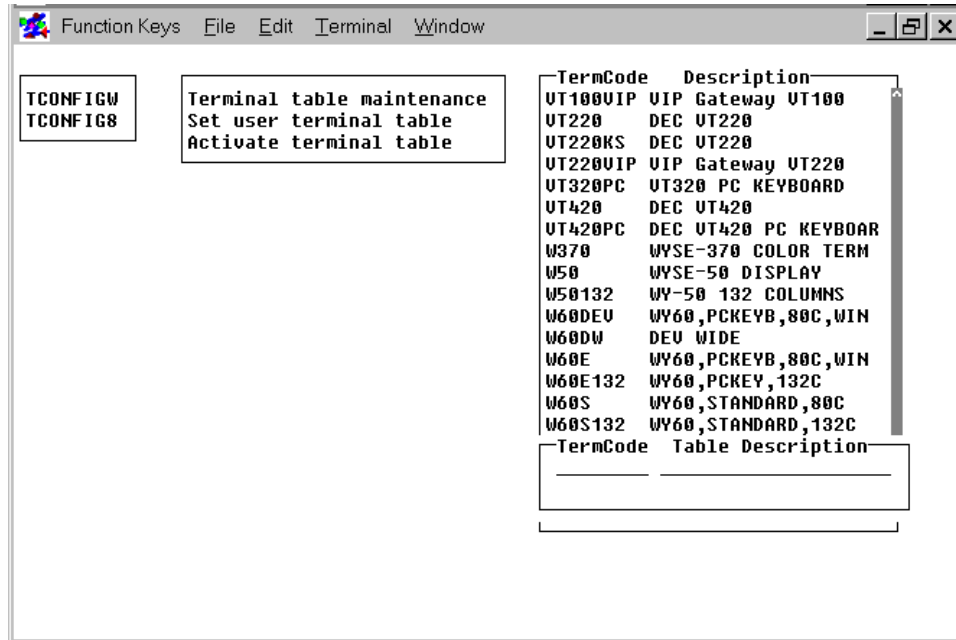 Function Keys File Edit Terminal Window
TCONFIGW
TCONFIG8
Terminal table maintenance
Set user terminal table
Activate terminal table
TermCode Description
VT100VIP VIP Gateway VT100
VT220 DEC VT220
VT220KS DEC VT220
VT220VIP VIP Gateway VT220
VT320PC VT320 PC KEYBOARD
VT420 DEC VT420
VT420PC DEC VT420 PC KEYBOAR
W370 WYSE-370 COLOR TERM
W50 WYSE-50 DISPLAY
W50132 WY-50 132 COLUMNS
W60DEV WY60,PCKEYB,80C,WIN
W60DW DEV WIDE
W60E WY60,PCKEYB,80C,WIN
W60E132 WY60,PCKEY,132C
W60S WY60,STANDARD,80C
W60S132 WY60,STANDARD,132C
TermCode Table Description